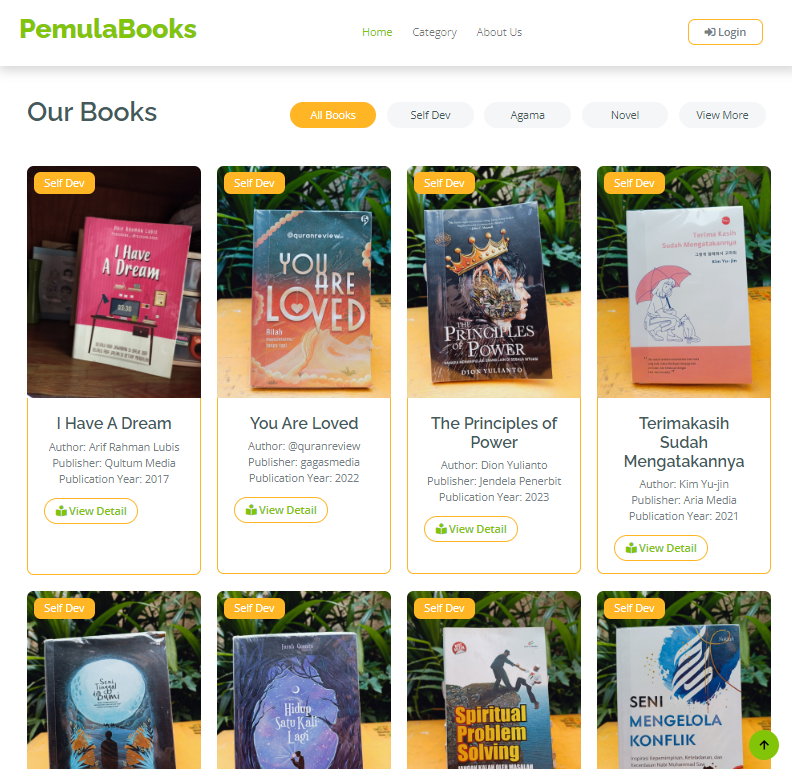 PemulaBooks
Home
Category
About Us
Login
Our Books
All Books
Self Dev
Agama
Novel
View More
Self Dev
I Have
A Dream
Self Dev
@quranreview
YOU
ARE
LOVED
Self Dev
THE
PRINCIPLES
of POWER
DION YULIANTO
Self Dev
Terima Kasih
Sudah
Mengatakannya
Kim Yu-jin
I Have A Dream
Author: Arif Rahman Lubis
Publisher: Qultum Media
Publication Year: 2017
View Detail
You Are Loved
Author: @quranreview
Publisher: gagasmedia
Publication Year: 2022
View Detail
The Principles of
Power
Author: Dion Yulianto
Publisher: Jendela Penerbit
Publication Year: 2023
View Detail
Terimakasih
Sudah
Mengatakannya
Author: Kim Yu-jin
Publisher: Aria Media
Publication Year: 2021
View Detail
Self Dev
Seni
Tinggal
di
Bumi
Self Dev
Hidup
Satu Kali
Lagi
Self Dev
Spiritual
Problem
Solving
Self Dev
SENI
MENGELOLA
KONFLIK